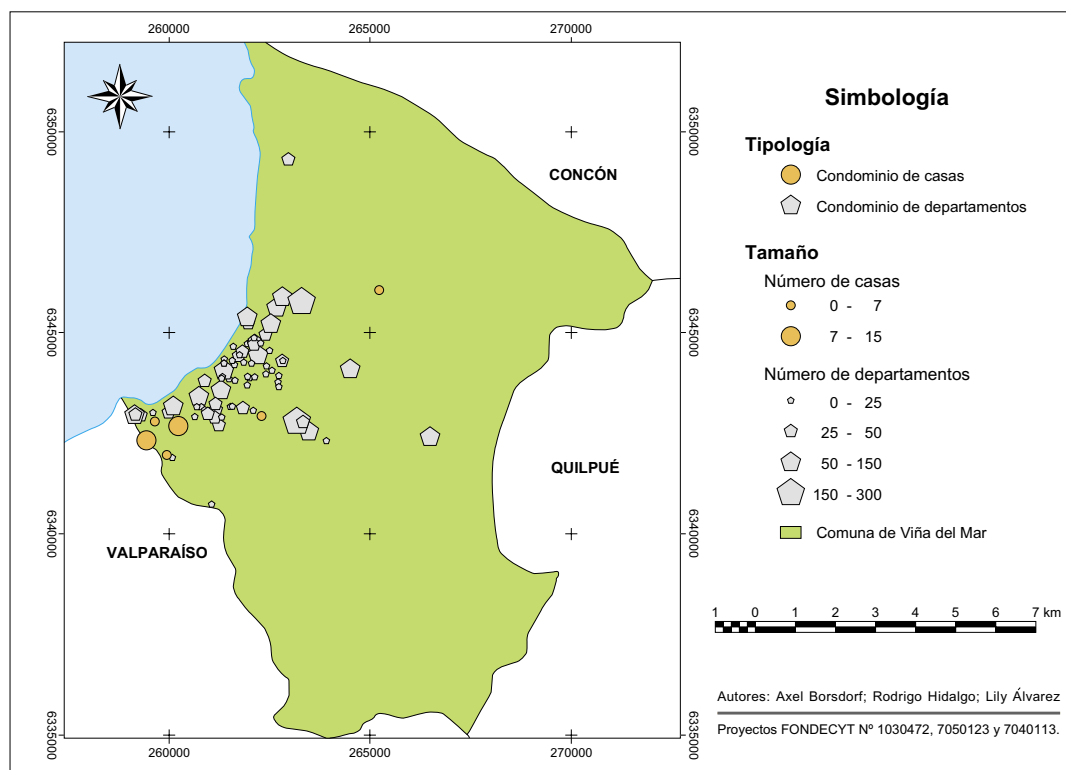 260000 265000 270000
6350000 6350000
6345000 6345000
6340000 6340000
6335000 6335000
260000 265000 270000
CONCÓN
QUILPUÉ
VALPARAÍSO
Simbología
Tipología
Condominio de casas
Condominio de departamentos
Tamaño
Número de casas
0 - 7
7 - 15
Número de departamentos
0 - 25
25 - 50
50 - 150
150 - 300
Comuna de Viña del Mar
1 0 1 2 3 4 5 6 7 km
Autores: Axel Borsdorf; Rodrigo Hidalgo; Lily Álvarez
Proyectos FONDECYT Nº 1030472, 7050123 y 7040113.